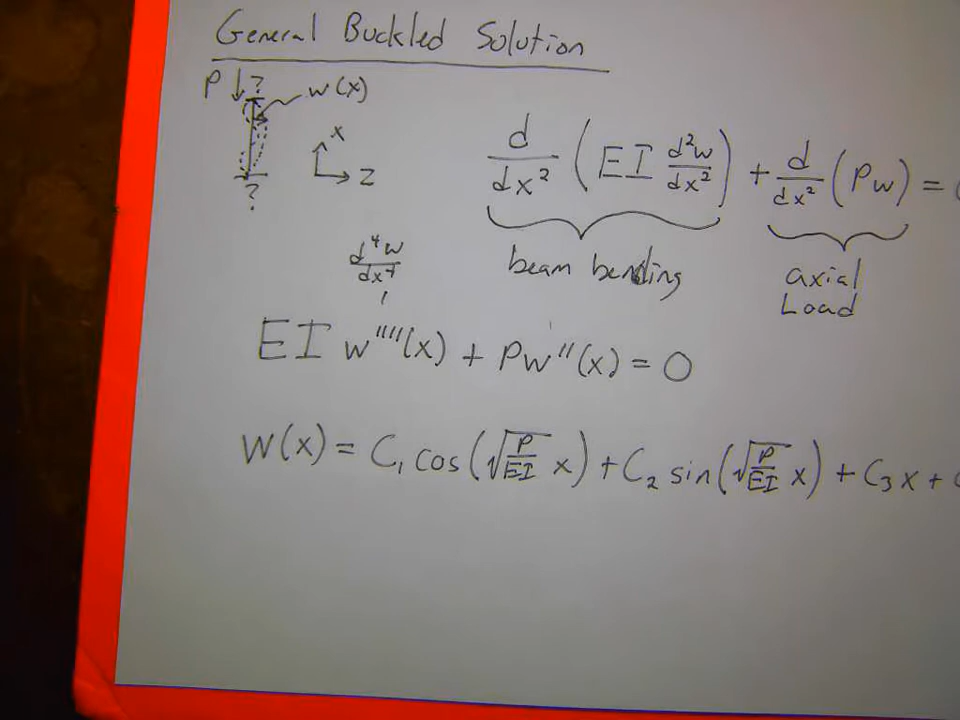 General Buckled Solution
P ↓ ? w(x)
x
z
?
d/dx² (EI d²w/dx²) + d/dx² (Pw) =
beam bending
axial
Load
d⁴w/dx⁴
EI w''''(x) + Pw''(x) = 0
W(x) = C₁ cos(√(P/EI) x) + C₂ sin(√(P/EI) x) + C₃x +